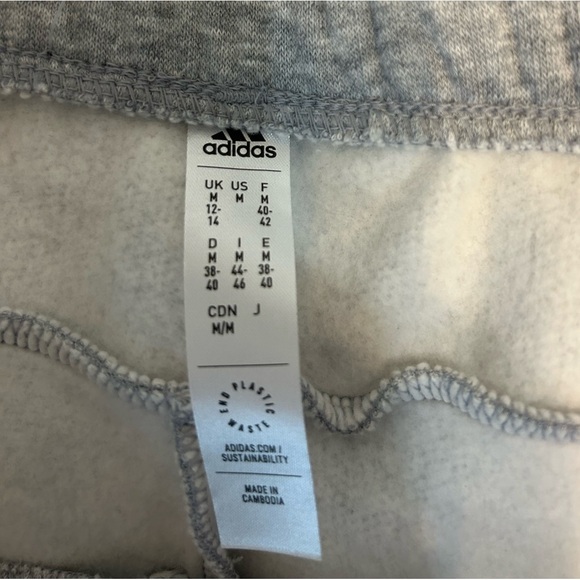 adidas
UK US F
M M M
12- 40-
14 42
D I E
M M M
38- 44- 38-
40 46 40
CDN J
M/M
END PLASTIC WASTE
ADIDAS.COM/
SUSTAINABILITY
MADE IN
CAMBODIA